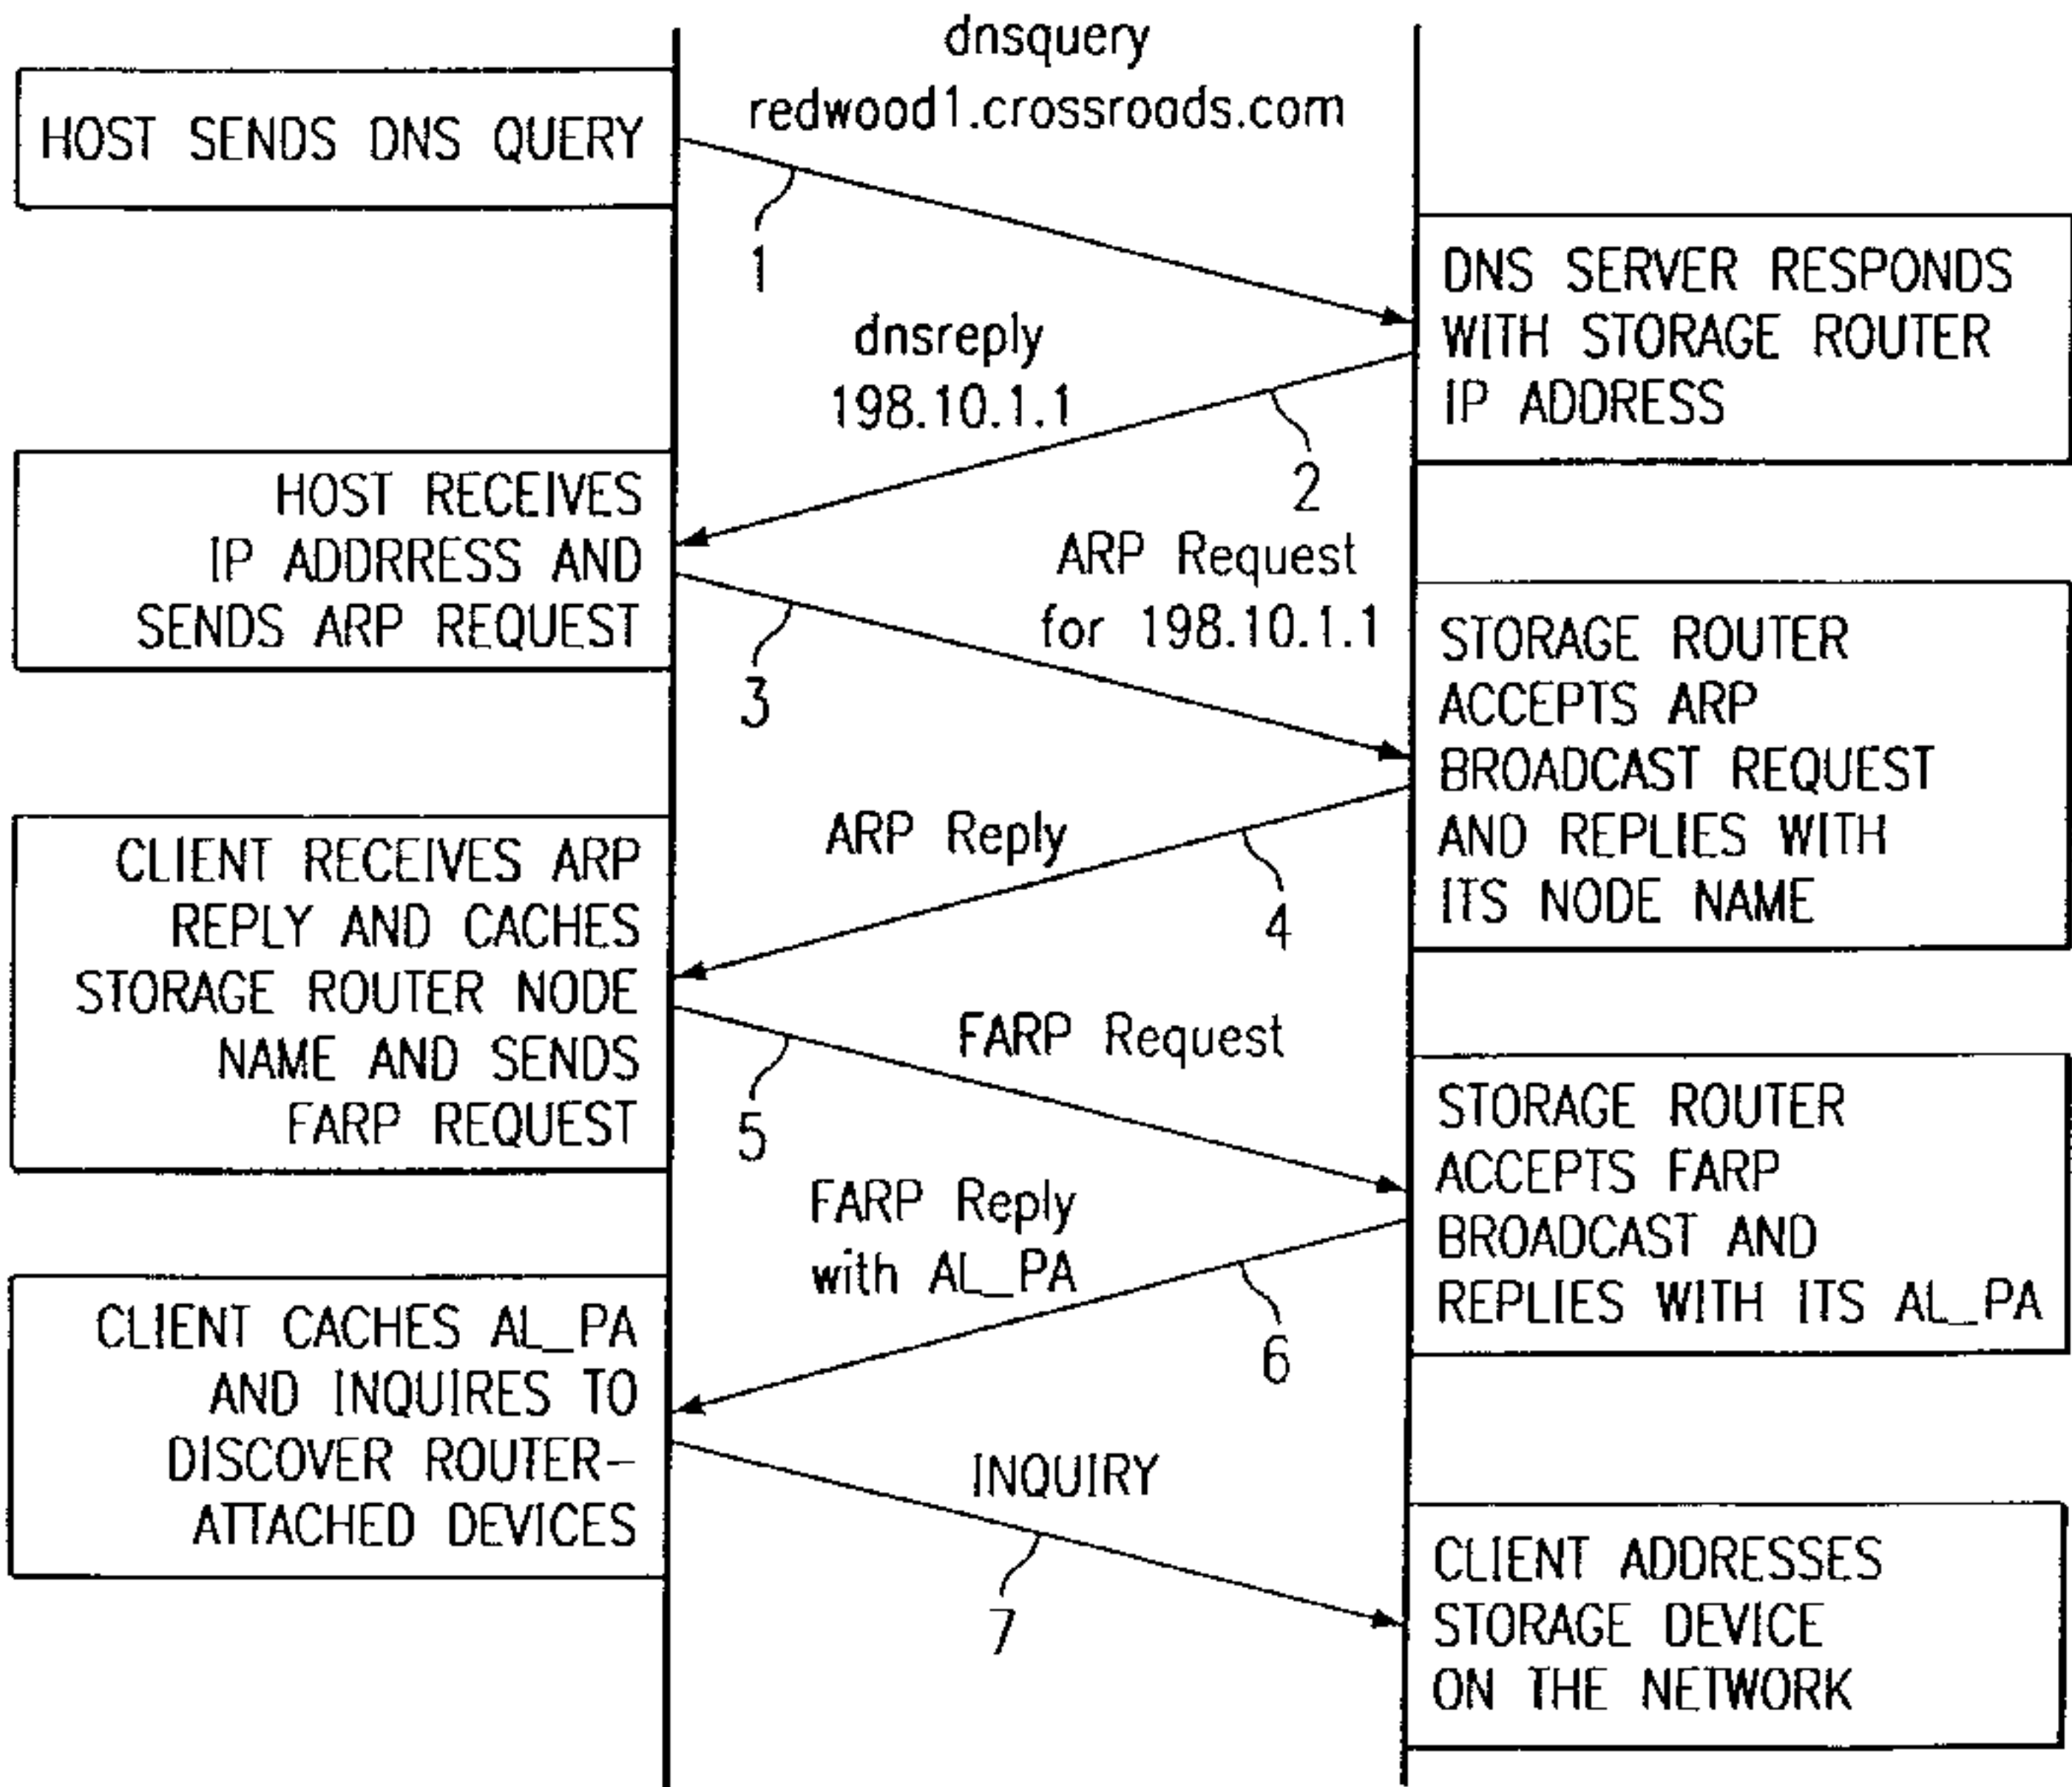 dnsquery
redwood1.crossroads.com
HOST SENDS DNS QUERY
1
DNS SERVER RESPONDS
WITH STORAGE ROUTER
IP ADDRESS
dnsreply
198.10.1.1
2
HOST RECEIVES
IP ADDRRESS AND
SENDS ARP REQUEST
ARP Request
for 198.10.1.1
3
STORAGE ROUTER
ACCEPTS ARP
BROADCAST REQUEST
AND REPLIES WITH
ITS NODE NAME
ARP Reply
4
CLIENT RECEIVES ARP
REPLY AND CACHES
STORAGE ROUTER NODE
NAME AND SENDS
FARP REQUEST
FARP Request
5
STORAGE ROUTER
ACCEPTS FARP
BROADCAST AND
REPLIES WITH ITS AL_PA
FARP Reply
with AL_PA
6
CLIENT CACHES AL_PA
AND INQUIRES TO
DISCOVER ROUTER-
ATTACHED DEVICES
INQUIRY
7
CLIENT ADDRESSES
STORAGE DEVICE
ON THE NETWORK